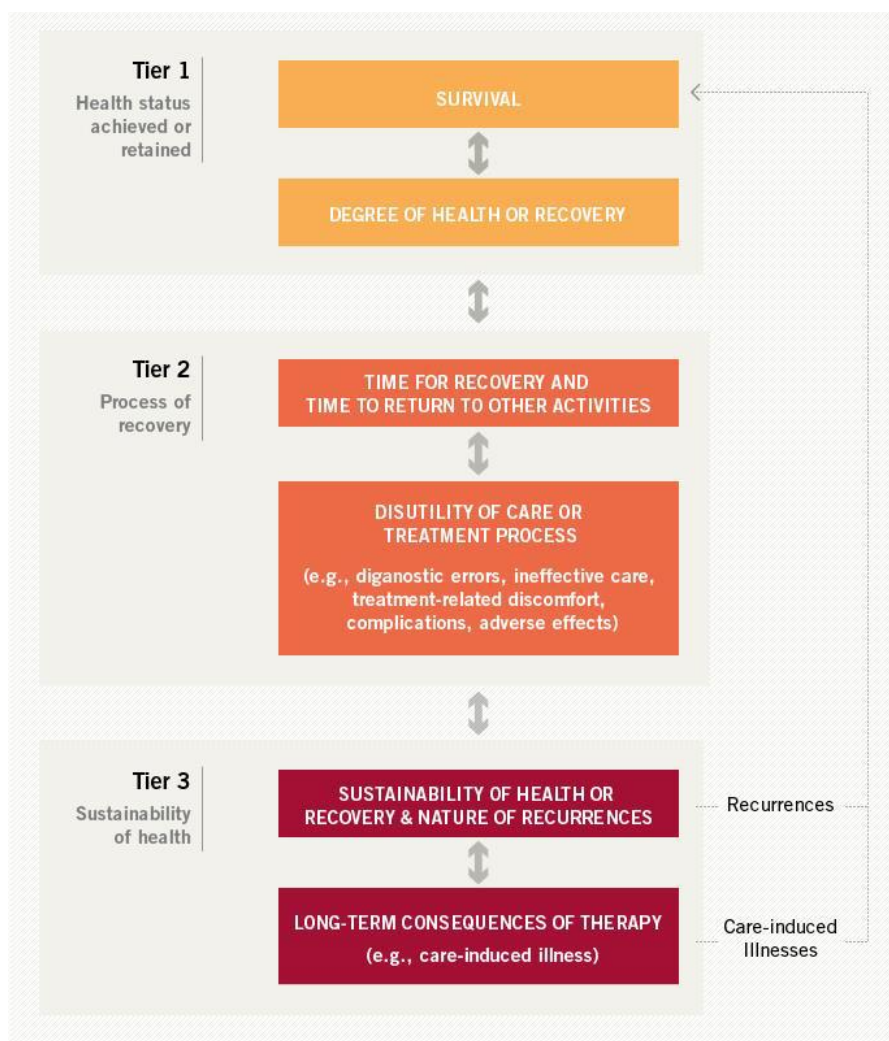 Tier 1
Health status
achieved or
retained
SURVIVAL
DEGREE OF HEALTH OR RECOVERY
Tier 2
Process of
recovery
TIME FOR RECOVERY AND
TIME TO RETURN TO OTHER ACTIVITIES
DISUTILITY OF CARE OR
TREATMENT PROCESS
(e.g., diganostic errors, ineffective care,
treatment-related discomfort,
complications, adverse effects)
Tier 3
Sustainability
of health
SUSTAINABILITY OF HEALTH OR
RECOVERY & NATURE OF RECURRENCES
Recurrences
LONG-TERM CONSEQUENCES OF THERAPY
(e.g., care-induced illness)
Care-induced
Illnesses